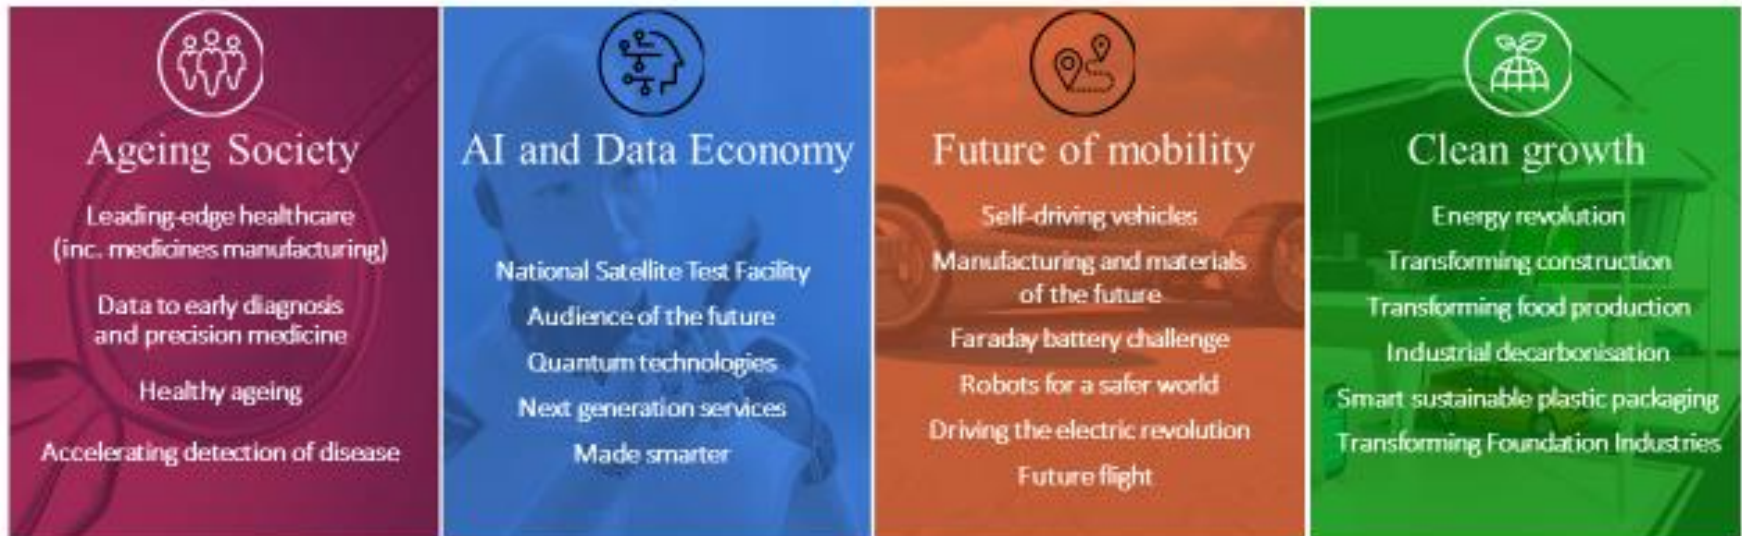 Ageing Society
Leading-edge healthcare
(inc. medicines manufacturing)
Data to early diagnosis
and precision medicine
Healthy ageing
Accelerating detection of disease
AI and Data Economy
National Satellite Test Facility
Audience of the future
Quantum technologies
Next generation services
Made smarter
Future of mobility
Self-driving vehicles
Manufacturing and materials
of the future
Faraday battery challenge
Robots for a safer world
Driving the electric revolution
Future flight
Clean growth
Energy revolution
Transforming construction
Transforming food production
Industrial decarbonisation
Smart sustainable plastic packaging
Transforming Foundation Industries